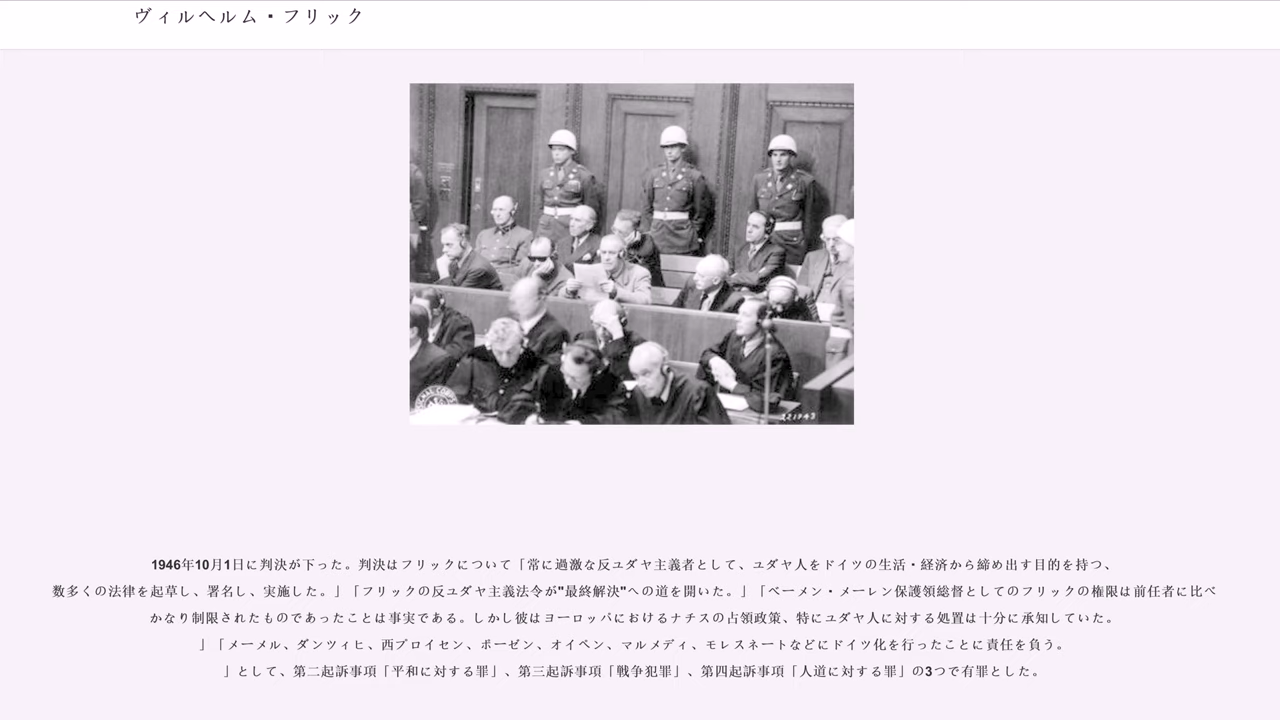 ヴィルヘルム・フリック
221743
1946年10月1日に判決が下った。判決はフリックについて「常に過激な反ユダヤ主義者として、ユダヤ人をドイツの生活・経済から締め出す目的を持つ、
数多くの法律を起草し、署名し、実施した。」「フリックの反ユダヤ主義法令が"最終解決"への道を開いた。」「ベーメン・メーレン保護領総督としてのフリックの権限は前任者に比べ
かなり制限されたものであったことは事実である。しかし彼はヨーロッパにおけるナチスの占領政策、特にユダヤ人に対する処置は十分に承知していた。
」「メーメル、ダンツィヒ、西プロイセン、ポーゼン、オイペン、マルメディ、モレスネートなどにドイツ化を行ったことに責任を負う。
」として、第二起訴事項「平和に対する罪」、第三起訴事項「戦争犯罪」、第四起訴事項「人道に対する罪」の3つで有罪とした。